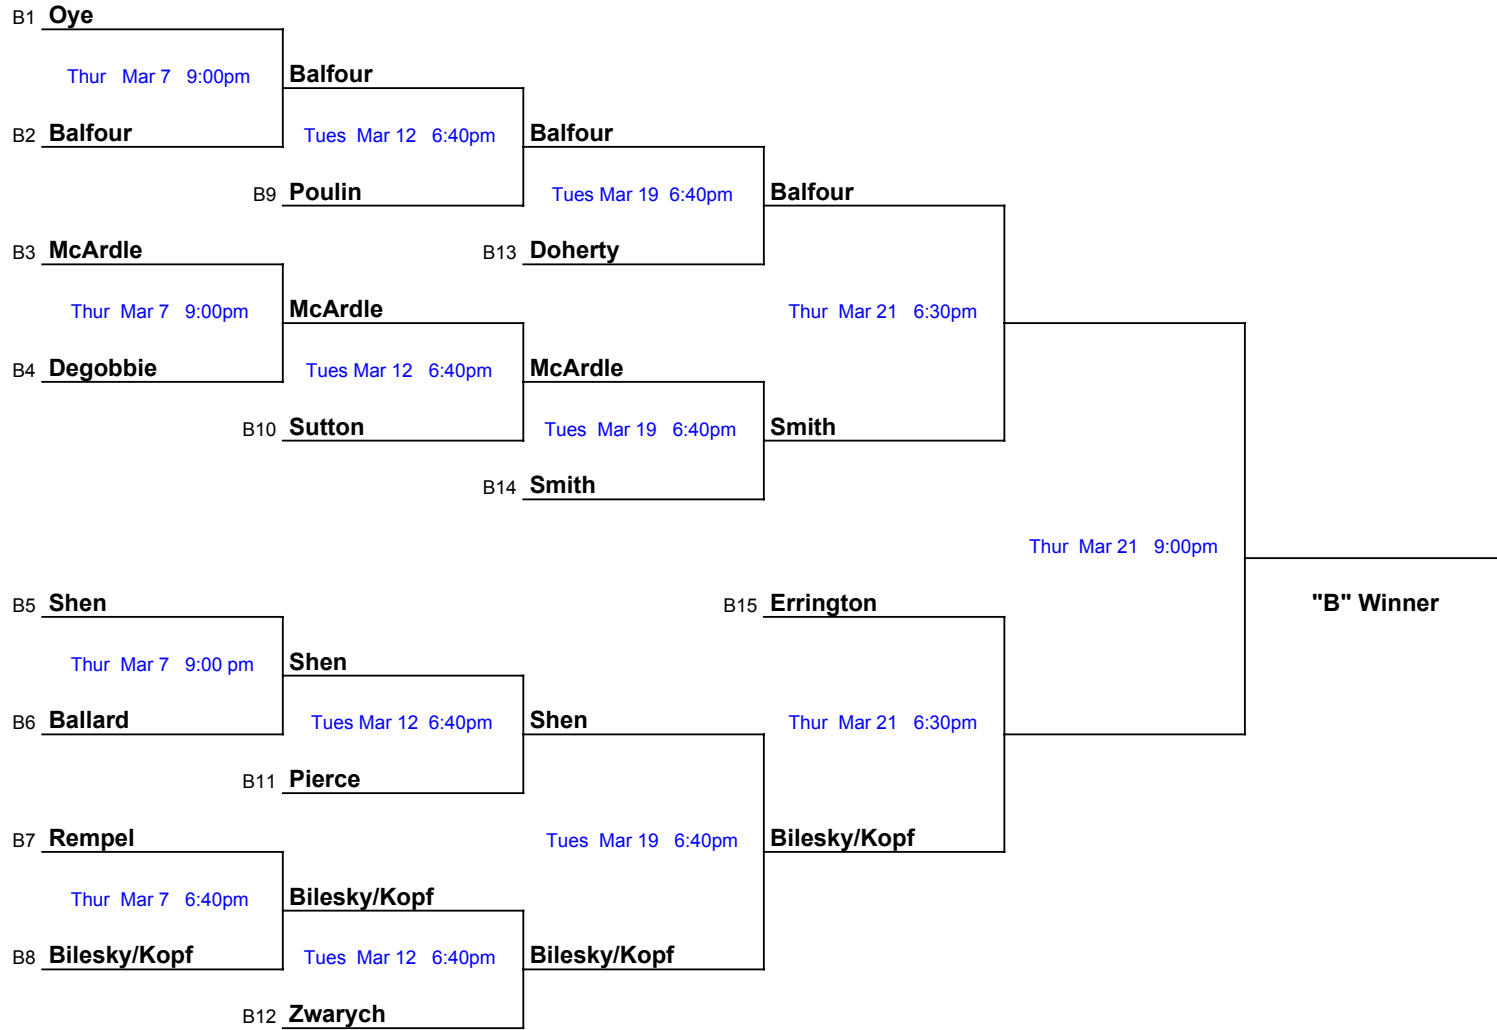 B1 Oye
Thur Mar 7 9:00pm Balfour
B2 Balfour Tues Mar 12 6:40pm Balfour
B9 Poulin Tues Mar 19 6:40pm Balfour
B3 McArdle B13 Doherty
Thur Mar 7 9:00pm McArdle Thur Mar 21 6:30pm
B4 Degobbie Tues Mar 12 6:40pm McArdle
B10 Sutton Tues Mar 19 6:40pm Smith
B14 Smith
Thur Mar 21 9:00pm
B5 Shen B15 Errington "B" Winner
Thur Mar 7 9:00 pm Shen
B6 Ballard Tues Mar 12 6:40pm Shen Thur Mar 21 6:30pm
B11 Pierce
B7 Rempel Tues Mar 19 6:40pm Bilesky/Kopf
Thur Mar 7 6:40pm Bilesky/Kopf
B8 Bilesky/Kopf Tues Mar 12 6:40pm Bilesky/Kopf
B12 Zwarych